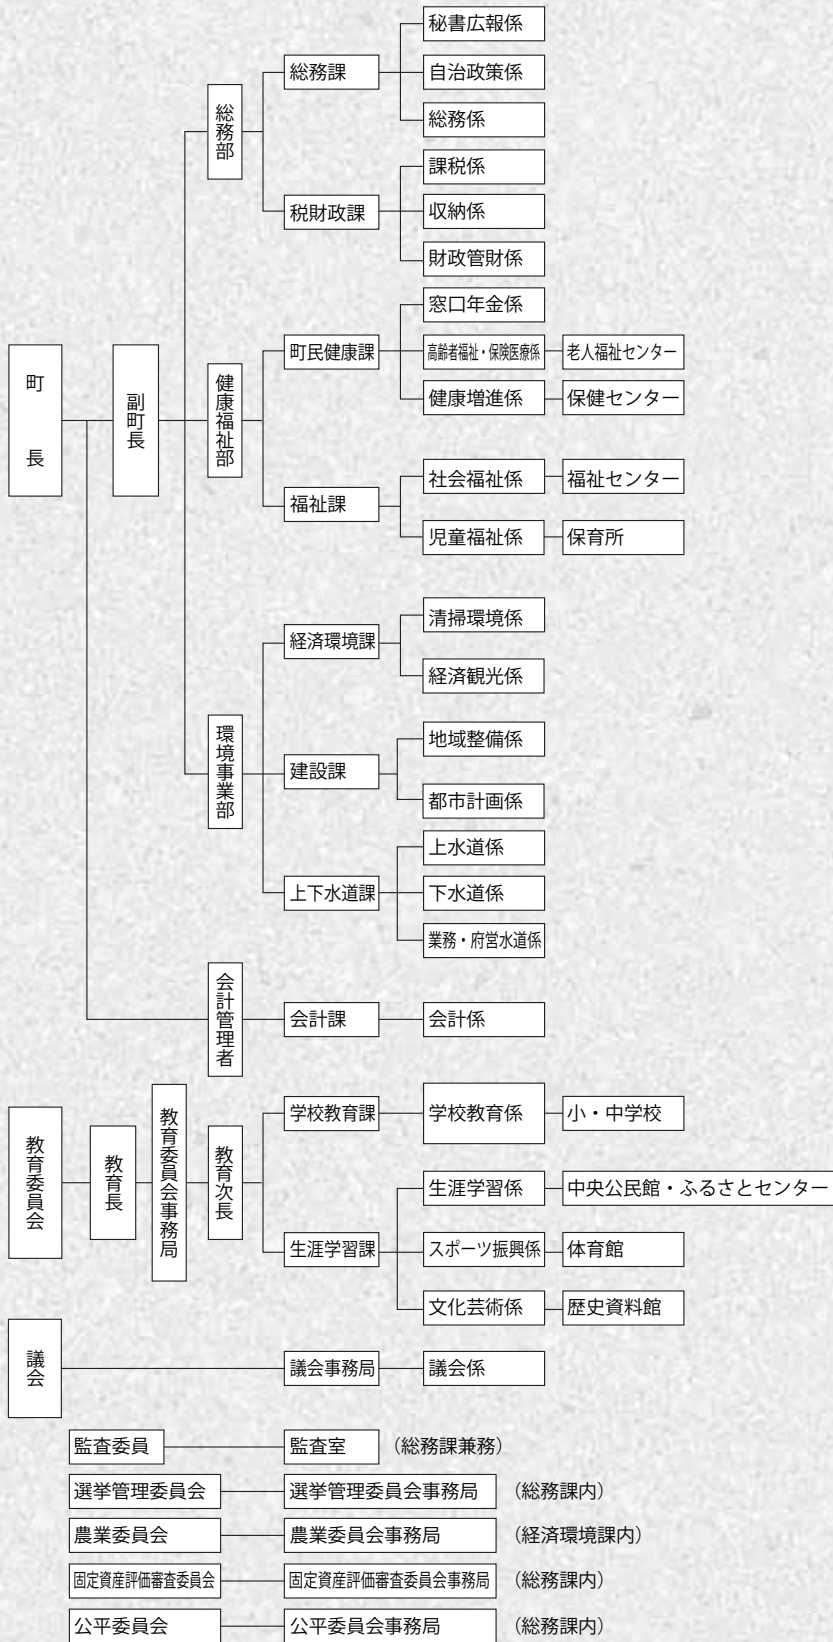 町長
副町長
総務部
総務課
秘書広報係
自治政策係
総務係
税財政課
課税係
収納係
財政管財係
健康福祉部
町民健康課
窓口年金係
高齢者福祉・保険医療係
老人福祉センター
健康増進係
保健センター
福祉課
社会福祉係
福祉センター
児童福祉係
保育所
環境事業部
経済環境課
清掃環境係
経済観光係
建設課
地域整備係
都市計画係
上下水道課
上水道係
下水道係
業務・府営水道係
会計管理者
会計課
会計係
教育委員会
教育長
教育委員会事務局
教育次長
学校教育課
学校教育係
小・中学校
生涯学習課
生涯学習係
中央公民館・ふるさとセンター
スポーツ振興係
体育館
文化芸術係
歴史資料館
議会
議会事務局
議会係
監査委員
監査室
（総務課兼務）
選挙管理委員会
選挙管理委員会事務局
（総務課内）
農業委員会
農業委員会事務局
（経済環境課内）
固定資産評価審査委員会
固定資産評価審査委員会事務局
（総務課内）
公平委員会
公平委員会事務局
（総務課内）